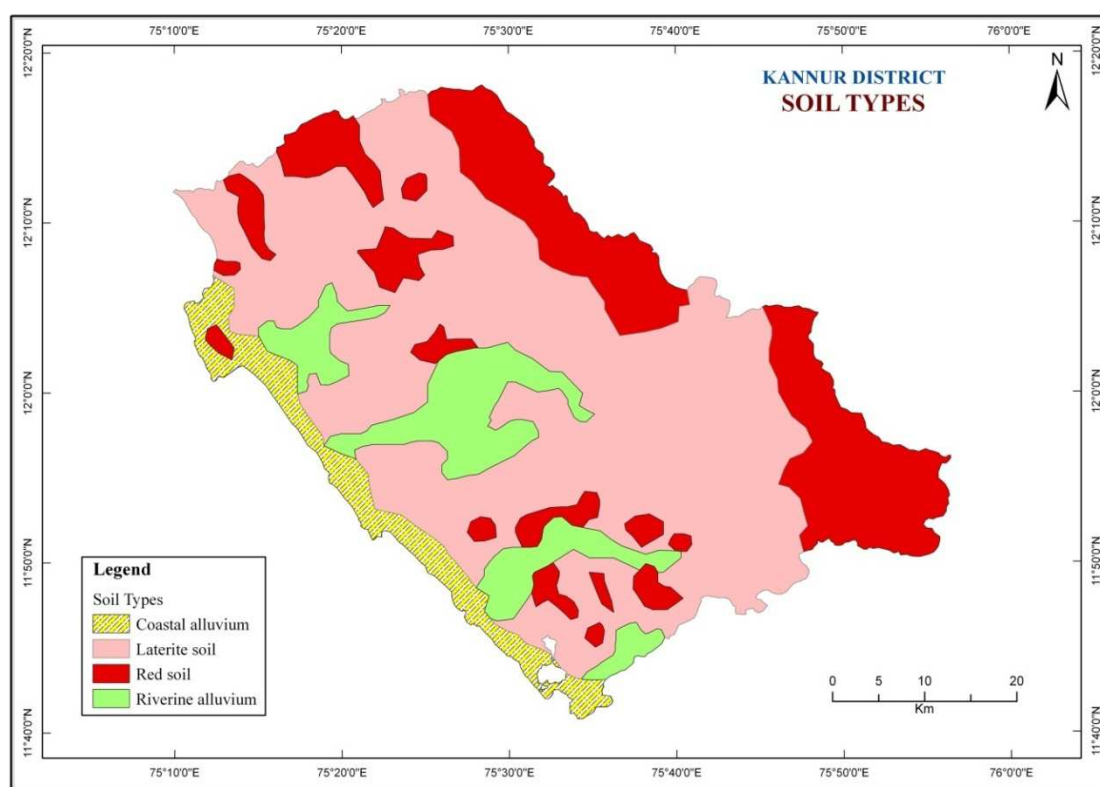 75°10'0"E 75°20'0"E 75°30'0"E 75°40'0"E 75°50'0"E 76°0'0"E
KANNUR DISTRICT
SOIL TYPES
N
12°20'0"N 12°20'0"N
12°10'0"N 12°10'0"N
12°0'0"N 12°0'0"N
11°50'0"N 11°50'0"N
11°40'0"N 11°40'0"N
Legend
Soil Types
Coastal alluvium
Laterite soil
Red soil
Riverine alluvium
0 5 10 20
Km
75°10'0"E 75°20'0"E 75°30'0"E 75°40'0"E 75°50'0"E 76°0'0"E